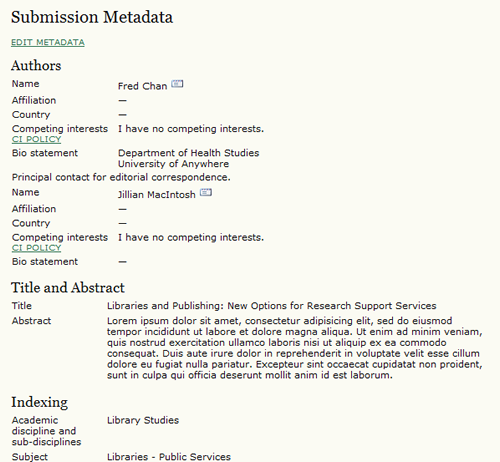 Submission Metadata
EDIT METADATA
Authors
Name Fred Chan
Affiliation —
Country —
Competing interests I have no competing interests.
CI POLICY
Bio statement Department of Health Studies
University of Anywhere
Principal contact for editorial correspondence.
Name Jillian MacIntosh
Affiliation —
Country —
Competing interests I have no competing interests.
CI POLICY
Bio statement —
Title and Abstract
Title Libraries and Publishing: New Options for Research Support Services
Abstract Lorem ipsum dolor sit amet, consectetur adipisicing elit, sed do eiusmod
tempor incididunt ut labore et dolore magna aliqua. Ut enim ad minim veniam,
quis nostrud exercitation ullamco laboris nisi ut aliquip ex ea commodo
consequat. Duis aute irure dolor in reprehenderit in voluptate velit esse cillum
dolore eu fugiat nulla pariatur. Excepteur sint occaecat cupidatat non proident,
sunt in culpa qui officia deserunt mollit anim id est laborum.
Indexing
Academic Library Studies
discipline and
sub-disciplines
Subject Libraries - Public Services